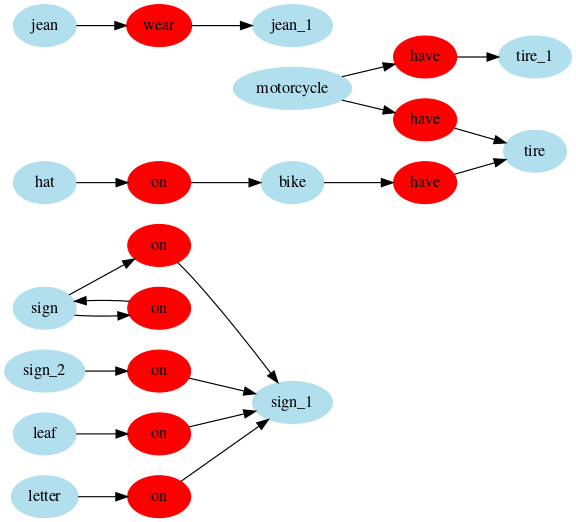 jean wear jean_1
have tire_1
motorcycle
have
tire
hat on bike have
on
sign on
sign_2 on
sign_1
leaf on
letter on